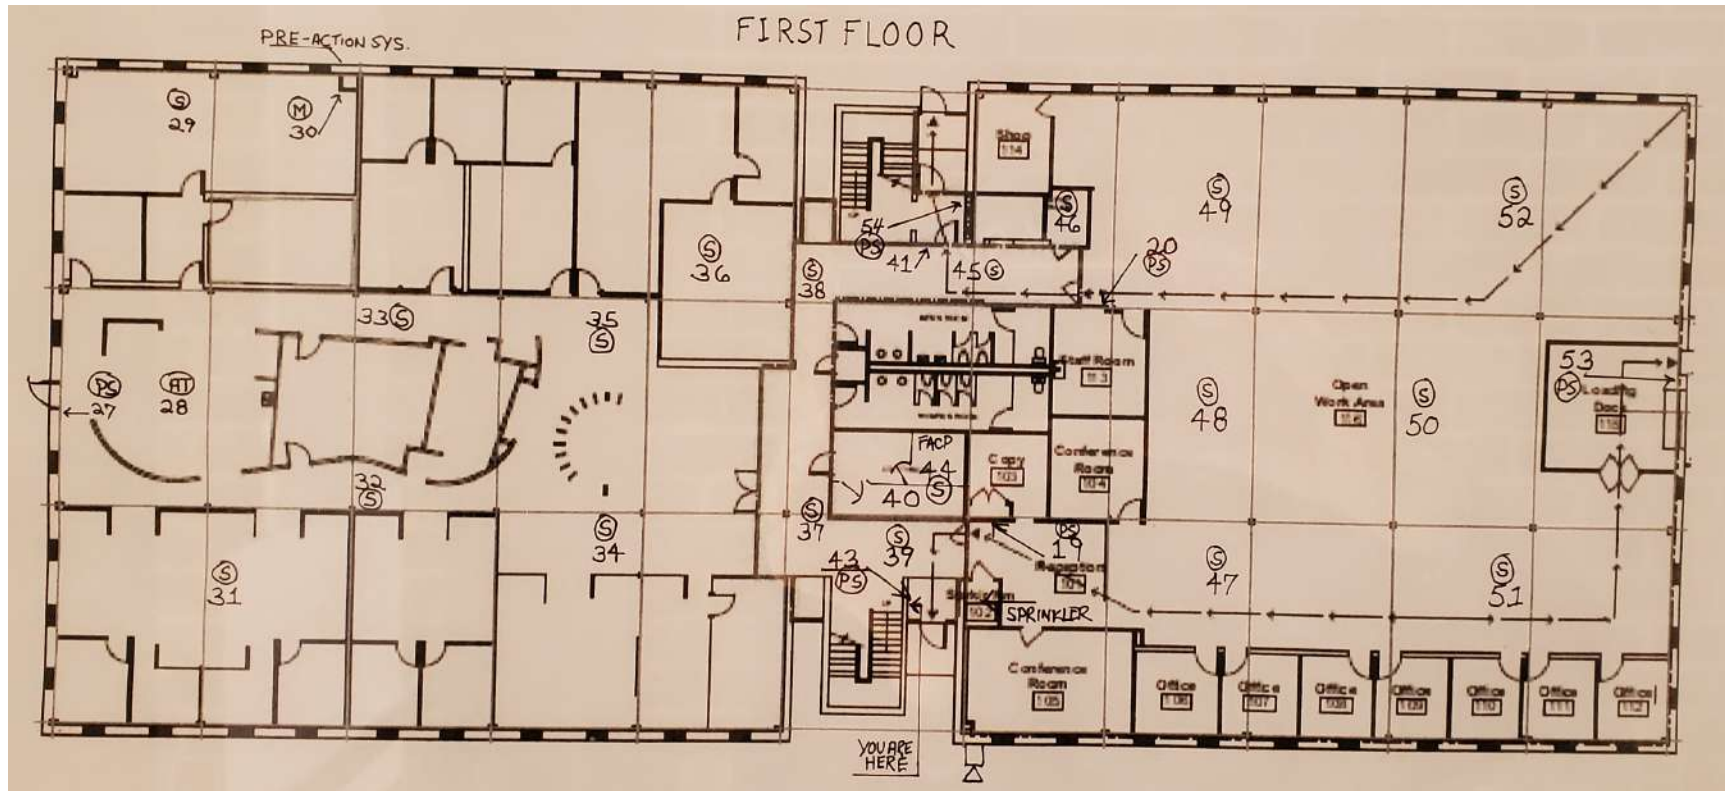 FIRST FLOOR
PRE-ACTION SYS.
S
29
M
30
Shop
114
S
46
S
49
S
52
54
PS
41
45 S
20
PS
S
36
S
38
33 S
35
S
PS
27
AT
28
Staff Room
113
S
48
Open
Work Area
116
S
50
53
PS
Loading
Dock
115
FACP
44
40 S
Copy
103
Conference
Room
104
32
S
S
34
S
37
S
39
PS
19
Reception
101
S
47
S
51
S
31
43
PS
102
SPRINKLER
Conference
Room
105
Office
106
Office
107
Office
108
Office
109
Office
110
Office
111
Office
112
YOU ARE
HERE